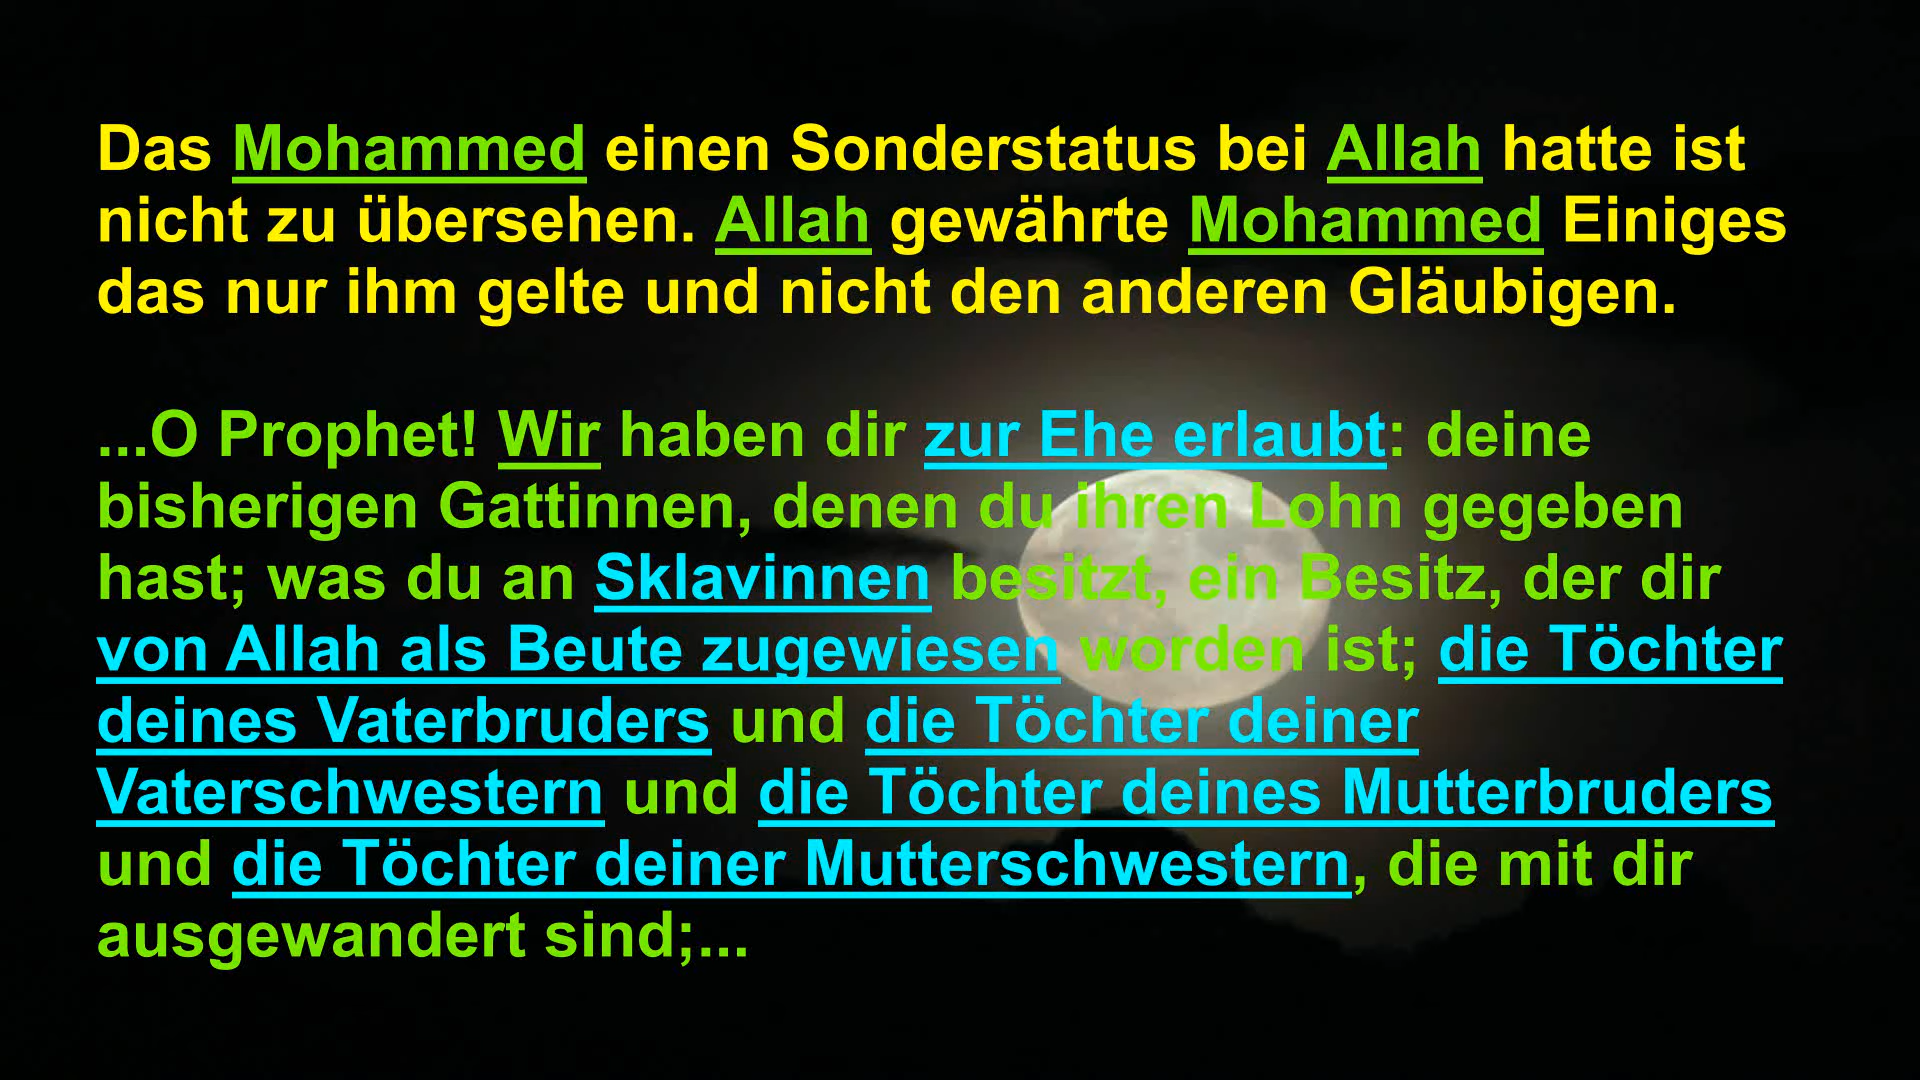 Das Mohammed einen Sonderstatus bei Allah hatte ist
nicht zu übersehen. Allah gewährte Mohammed Einiges
das nur ihm gelte und nicht den anderen Gläubigen.
...O Prophet! Wir haben dir zur Ehe erlaubt: deine
bisherigen Gattinnen, denen du ihren Lohn gegeben
hast; was du an Sklavinnen besitzt, ein Besitz, der dir
von Allah als Beute zugewiesen worden ist; die Töchter
deines Vaterbruders und die Töchter deiner
Vaterschwestern und die Töchter deines Mutterbruders
und die Töchter deiner Mutterschwestern, die mit dir
ausgewandert sind;...